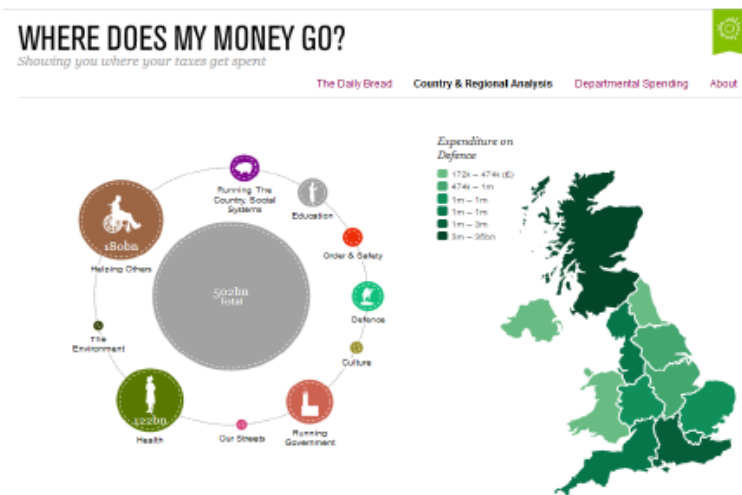 WHERE DOES MY MONEY GO?
Showing you where your taxes get spent
The Daily Bread Country & Regional Analysis Departmental Spending About
Expenditure on
Defence
172k – 474k (£)
474k – 1m
1m – 1m
1m – 1m
1m – 3m
3m – 35bn
Running The
Country, Social
Systems
Education
Order & Safety
Defence
Culture
Running
Government
Our Streets
122bn
Health
The
Environment
180bn
Helping Others
502bn
Total